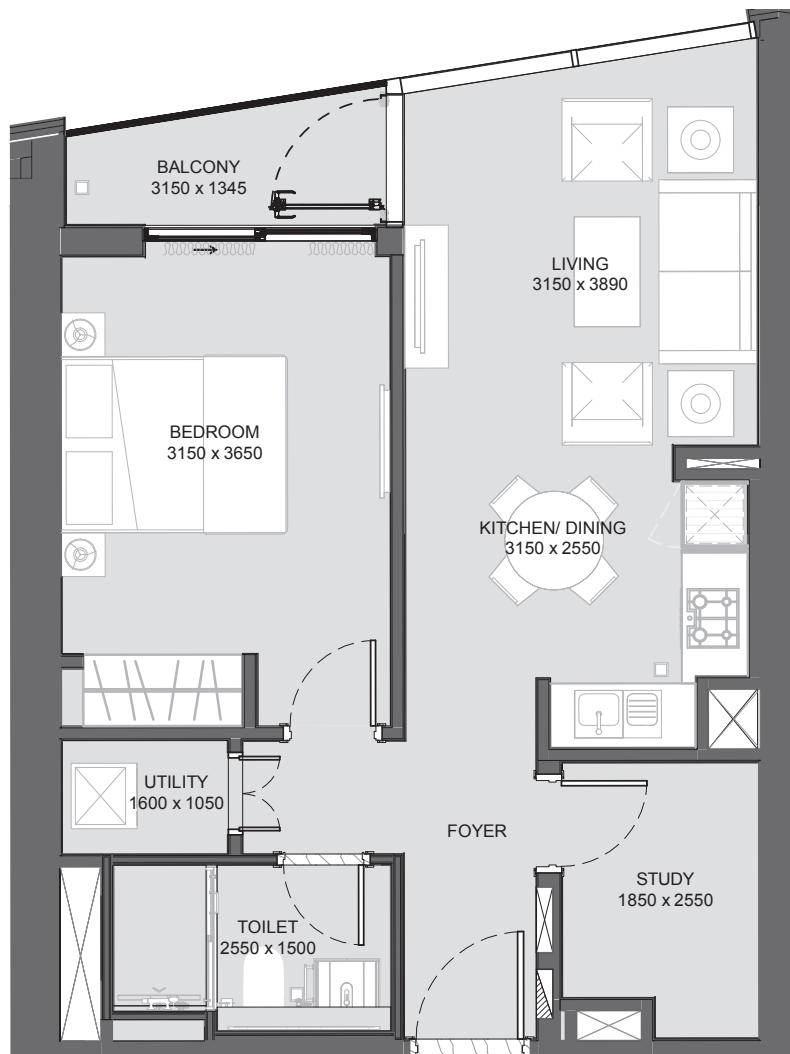 BALCONY
3150 x 1345
LIVING
3150 x 3890
BEDROOM
3150 x 3650
KITCHEN/ DINING
3150 x 2550
UTILITY
1600 x 1050
FOYER
STUDY
1850 x 2550
TOILET
2550 x 1500